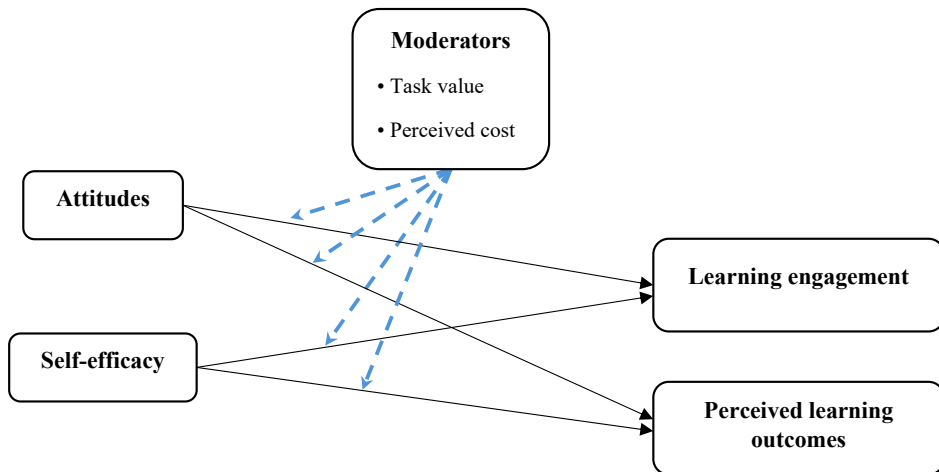 Moderators
• Task value
• Perceived cost
Attitudes
Learning engagement
Self-efficacy
Perceived learning
outcomes